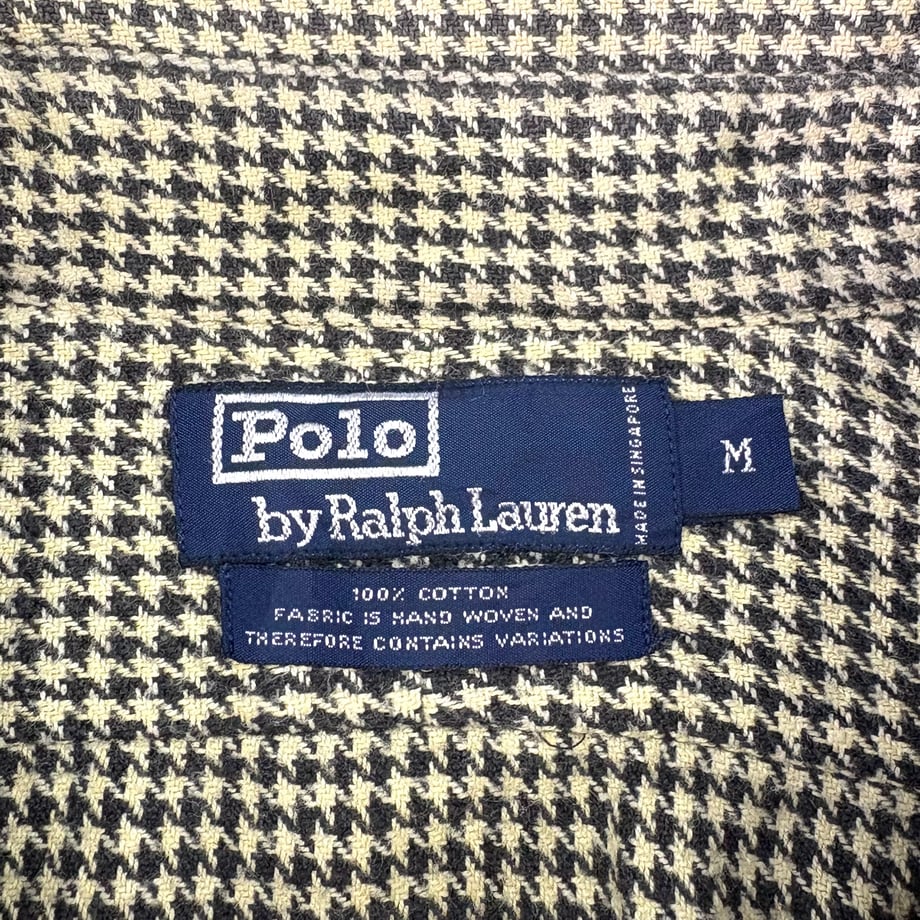 Polo
by Ralph Lauren
MADE IN SINGAPORE
M
100% COTTON
FABRIC IS HAND WOVEN AND
THEREFORE CONTAINS VARIATIONS